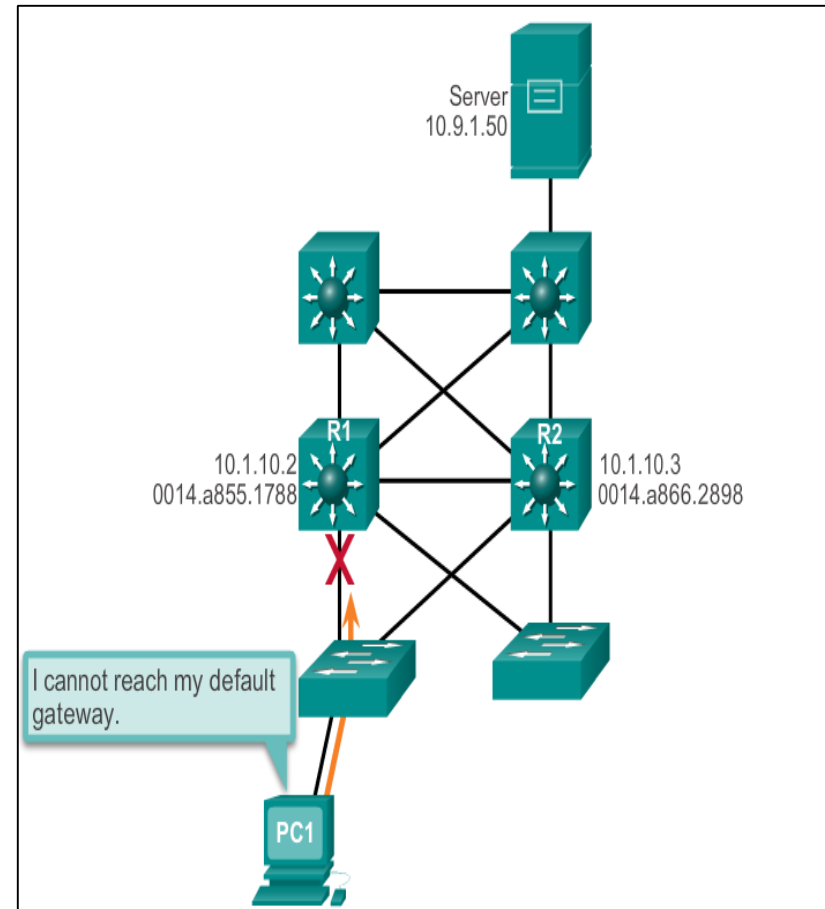 Server
10.9.1.50
R1
R2
10.1.10.2
0014.a855.1788
10.1.10.3
0014.a866.2898
X
I cannot reach my default
gateway.
PC1